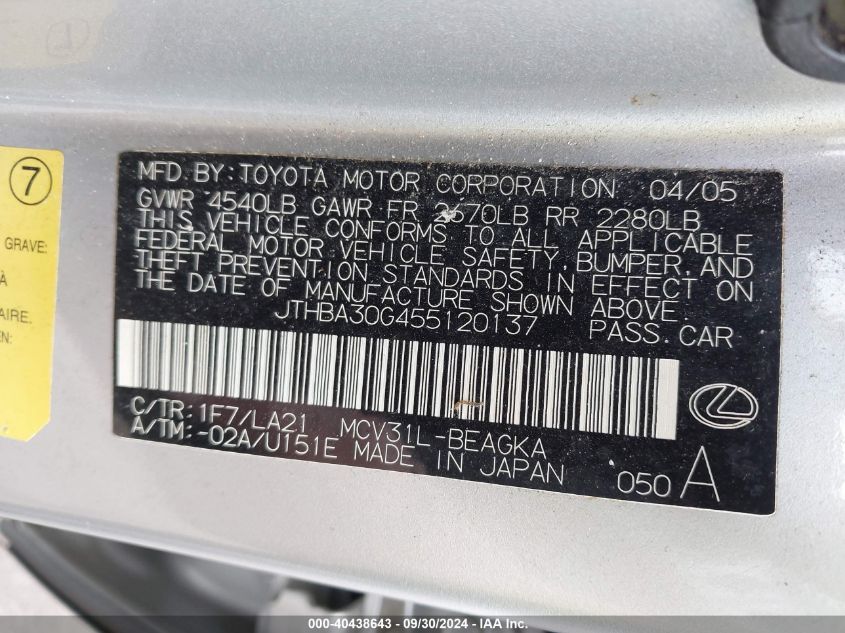 7
GRAVE:
À
AIRE.
EN:
MFD. BY: TOYOTA MOTOR CORPORATION 04/05
GVWR 4540LB GAWR FR 2670LB RR 2280LB
THIS VEHICLE CONFORMS TO ALL APPLICABLE
FEDERAL MOTOR VEHICLE SAFETY, BUMPER, AND
THEFT PREVENTION STANDARDS IN EFFECT ON
THE DATE OF MANUFACTURE SHOWN ABOVE
JTHBA30G455120137 PASS. CAR
C/TR: 1F7/LA21 MCV31L-BEAGKA
A/TM: -02A/U151E MADE IN JAPAN
050 A
000-40438643 - 09/30/2024 - IAA Inc.